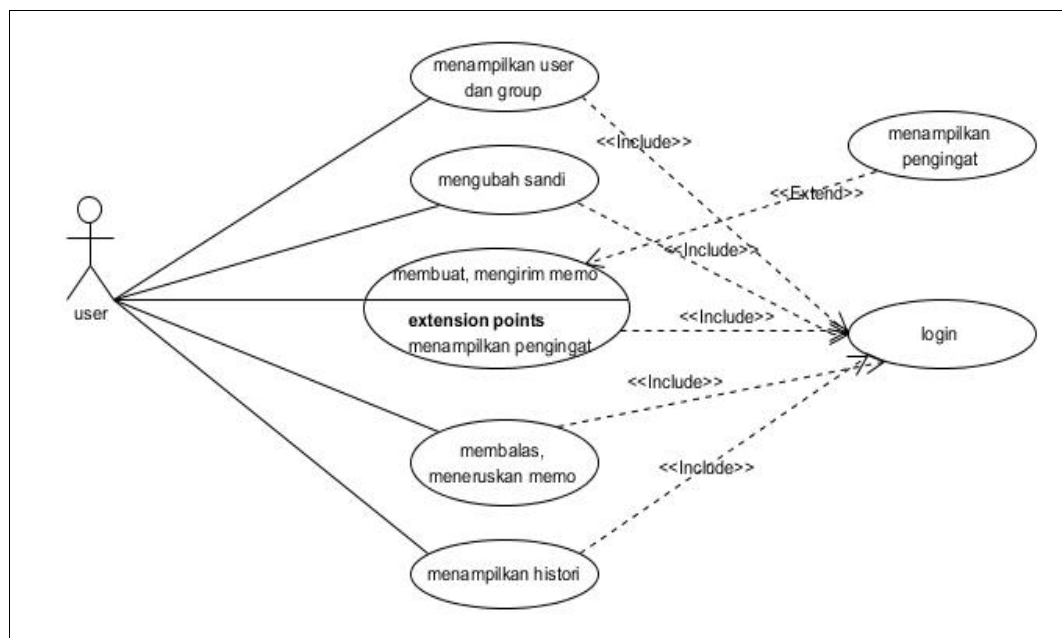 menampilkan user
dan group
<<Include>>
menampilkan
pengingat
mengubah sandi
<<Extend>>
<<Include>>
membuat, mengirim memo
user
extension points
menampilkan pengingat
<<Include>>
login
<<Include>>
membalas,
meneruskan memo
<<Include>>
menampilkan histori